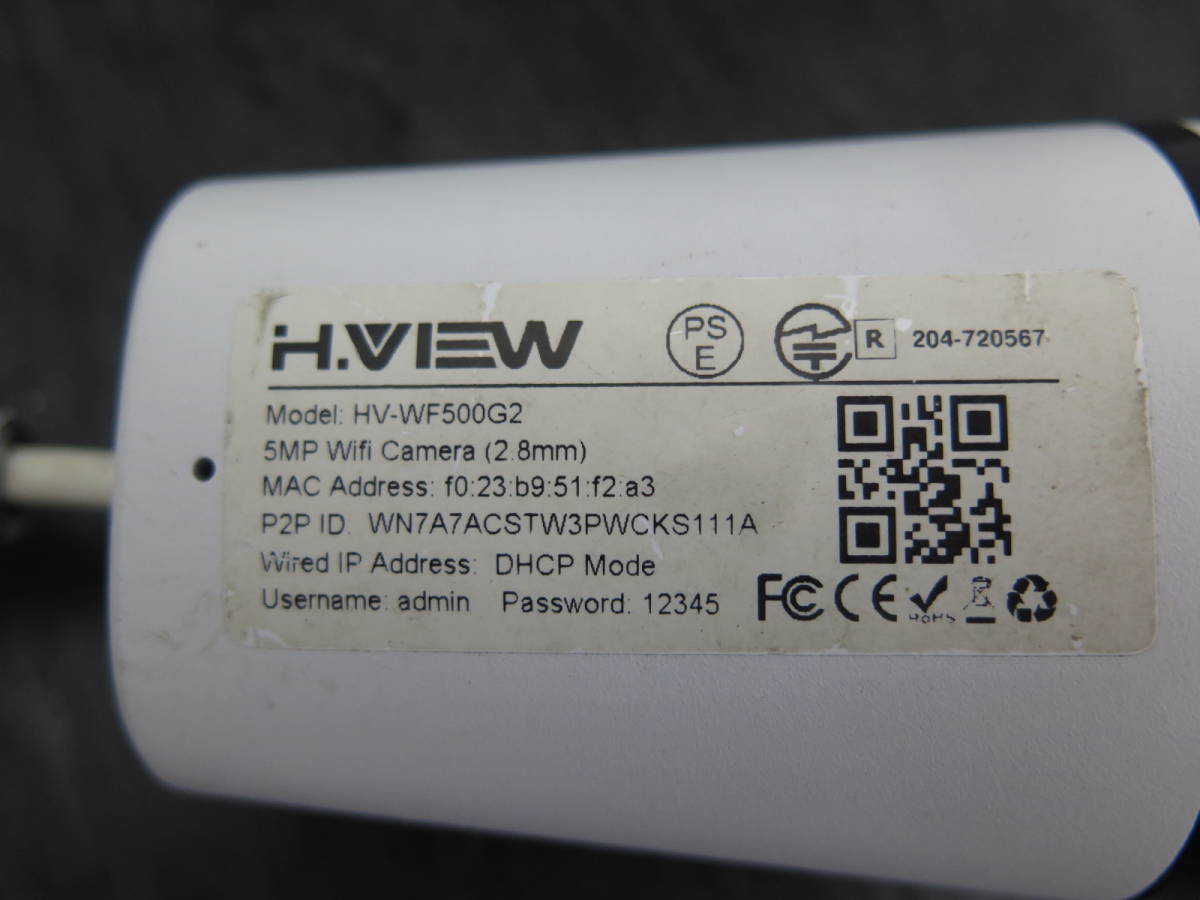 H.VIEW
PS E R 204-720567
Model: HV-WF500G2
5MP Wifi Camera (2.8mm)
MAC Address: f0:23:b9:51:f2:a3
P2P ID. WN7A7ACSTW3PWCKS111A
Wired IP Address: DHCP Mode
Username: admin Password: 12345
FC CE RoHS